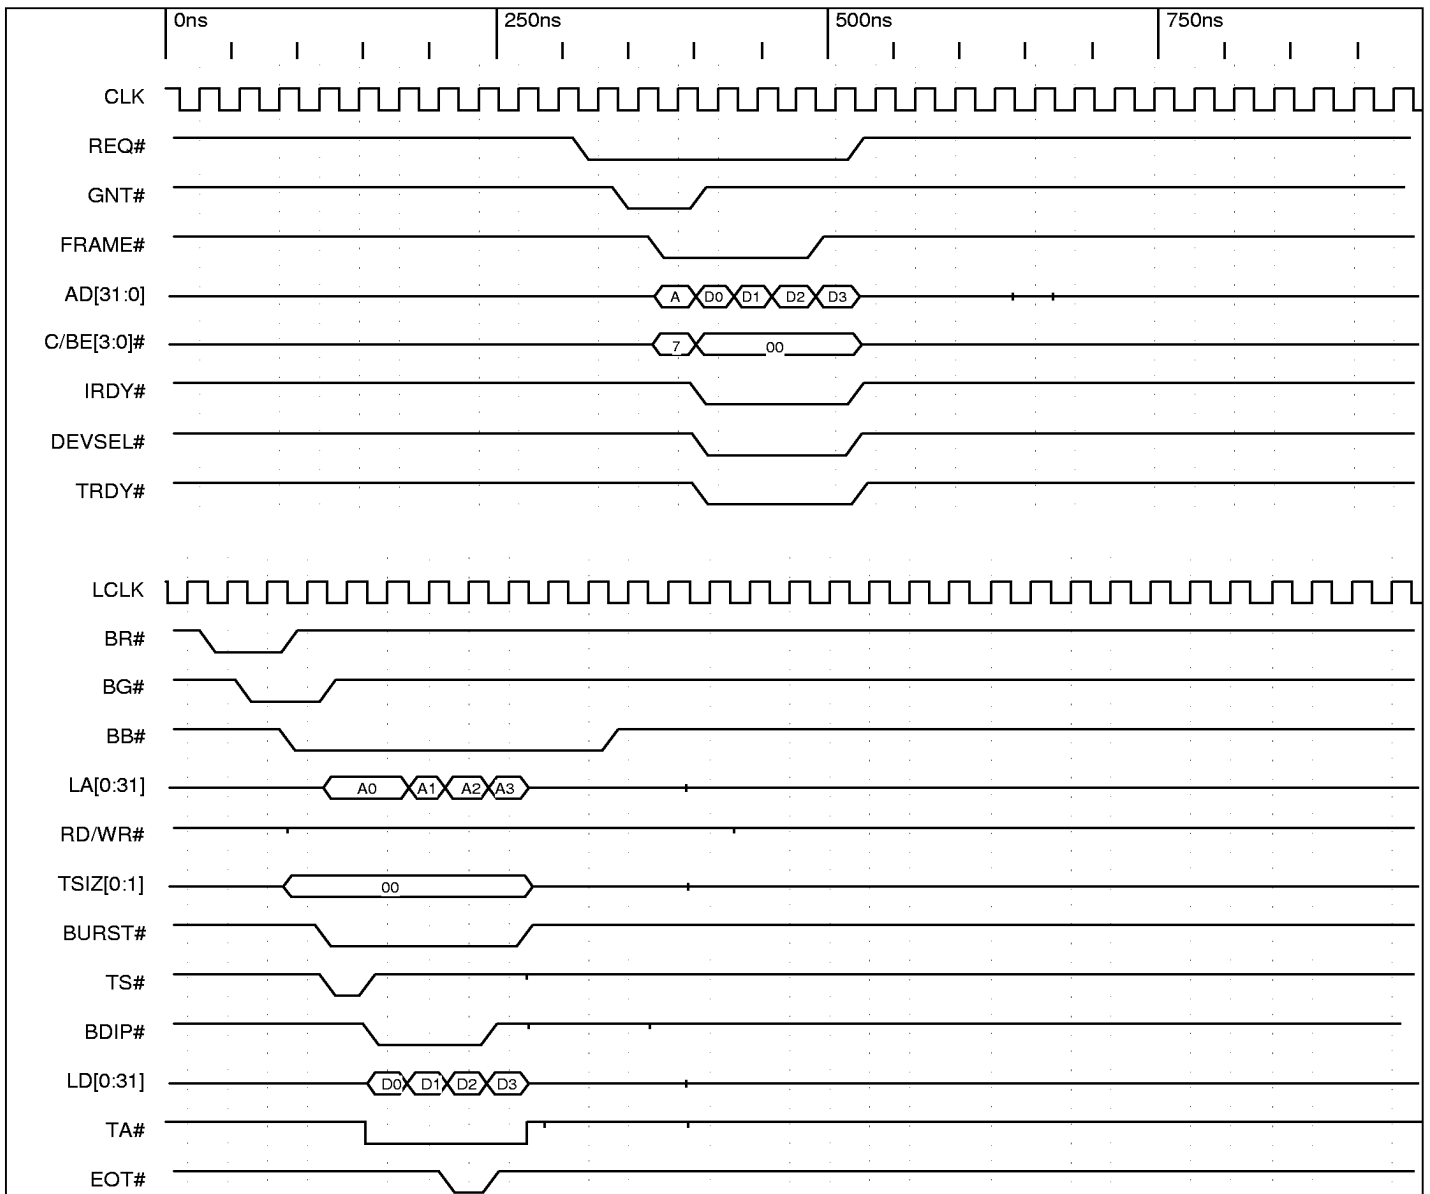 0ns 250ns 500ns 750ns
CLK
REQ#
GNT#
FRAME#
AD[31:0] A D0 D1 D2 D3
C/BE[3:0]# 7 00
IRDY#
DEVSEL#
TRDY#
LCLK
BR#
BG#
BB#
LA[0:31] A0 A1 A2 A3
RD/WR#
TSIZ[0:1] 00
BURST#
TS#
BDIP#
LD[0:31] D0 D1 D2 D3
TA#
EOT#